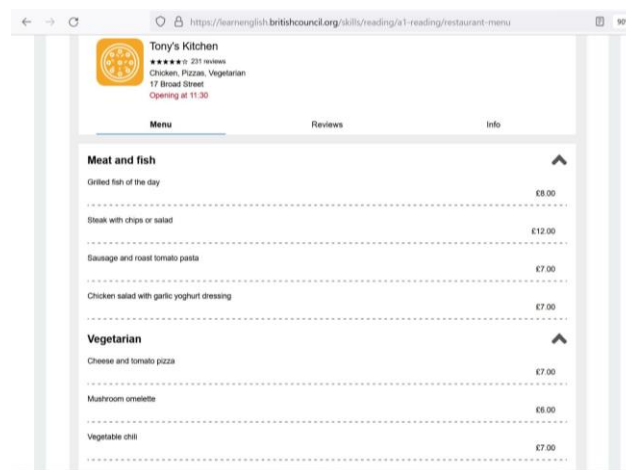 https://learnenglish.britishcouncil.org/skills/reading/a1-reading/restaurant-menu
90%
Tony's Kitchen
★★★★☆ 231 reviews
Chicken, Pizzas, Vegetarian
17 Broad Street
Opening at 11:30
Menu Reviews Info
Meat and fish
Grilled fish of the day
£8.00
Steak with chips or salad
£12.00
Sausage and roast tomato pasta
£7.00
Chicken salad with garlic yoghurt dressing
£7.00
Vegetarian
Cheese and tomato pizza
£7.00
Mushroom omelette
£6.00
Vegetable chili
£7.00